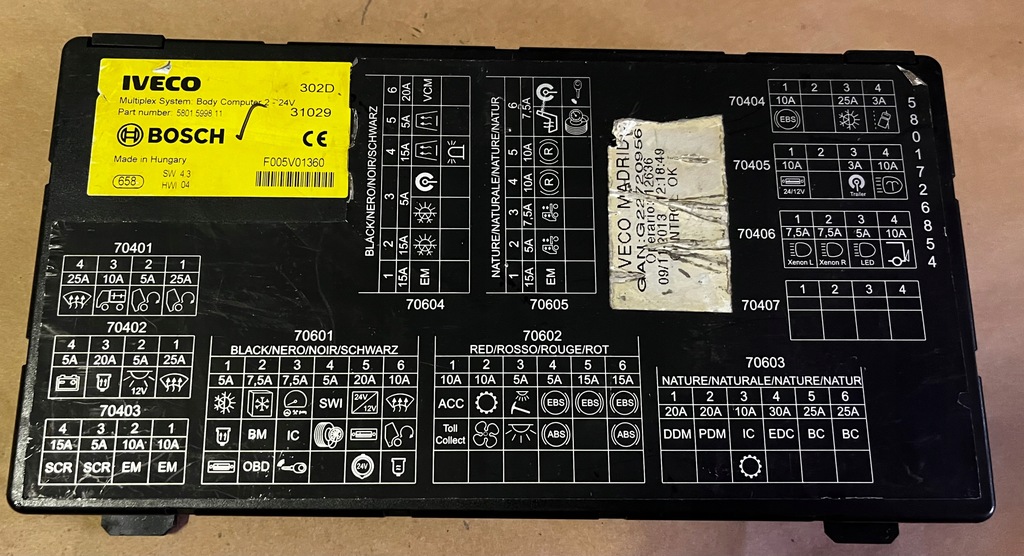 IVECO 302D
Multiplex System: Body Computer 2 - 24V
Part number: 5801 5998 11 31029
BOSCH CE
Made in Hungary F005V01360
658 SW 4.3
HWI 04
70401
4 3 2 1
25A 10A 5A 25A
70402
4 3 2 1
5A 20A 5A 25A
12V
70403
4 3 2 1
15A 5A 10A 10A
SCR SCR EM EM
BLACK/NERO/NOIR/SCHWARZ
6 20A VCM
5 5A
4 15A
3 5A
2 15A
1 15A EM
70604
NATURE/NATURALE/NATURE/NATUR
6 7,5A
5 10A (R)
4 10A (R)
3 7,5A
2 10A
1 15A EM
70605
IVECO MADRID
09/11/2013 12:18:49
70404
1 2 3 4
10A 25A 3A
EBS
70405
1 2 3 4
10A 3A 10A
24/12V Trailer
70406
1 2 3 4
7,5A 7,5A 5A 10A
Xenon L Xenon R LED
70407
1 2 3 4
5801726854
70601
BLACK/NERO/NOIR/SCHWARZ
1 2 3 4 5 6
5A 7,5A 7,5A 5A 20A 10A
SWI 24V/12V
BM IC
OBD 24V
70602
RED/ROSSO/ROUGE/ROT
1 2 3 4 5 6
10A 10A 5A 5A 15A 15A
ACC EBS EBS EBS
Toll Collect ABS ABS
70603
NATURE/NATURALE/NATURE/NATUR
1 2 3 4 5 6
20A 20A 10A 30A 25A 25A
DDM PDM IC EDC BC BC